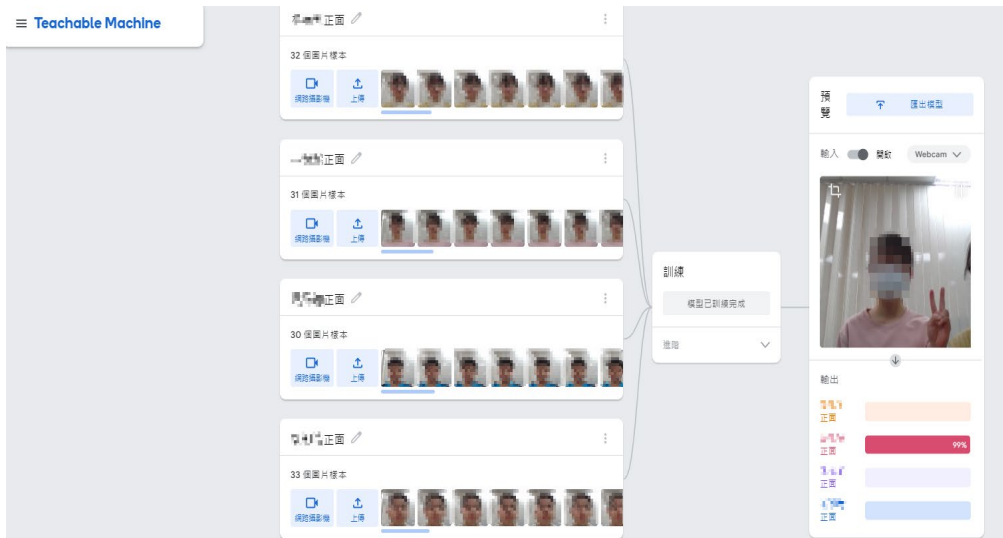 Teachable Machine
正面
32 個圖片樣本
網路攝影機
上傳
正面
31 個圖片樣本
網路攝影機
上傳
正面
30 個圖片樣本
網路攝影機
上傳
正面
33 個圖片樣本
網路攝影機
上傳
訓練
模型已訓練完成
進階
預
覽
匯出模型
輸入 開啟 Webcam
輸出
正面
正面
99%
正面
正面